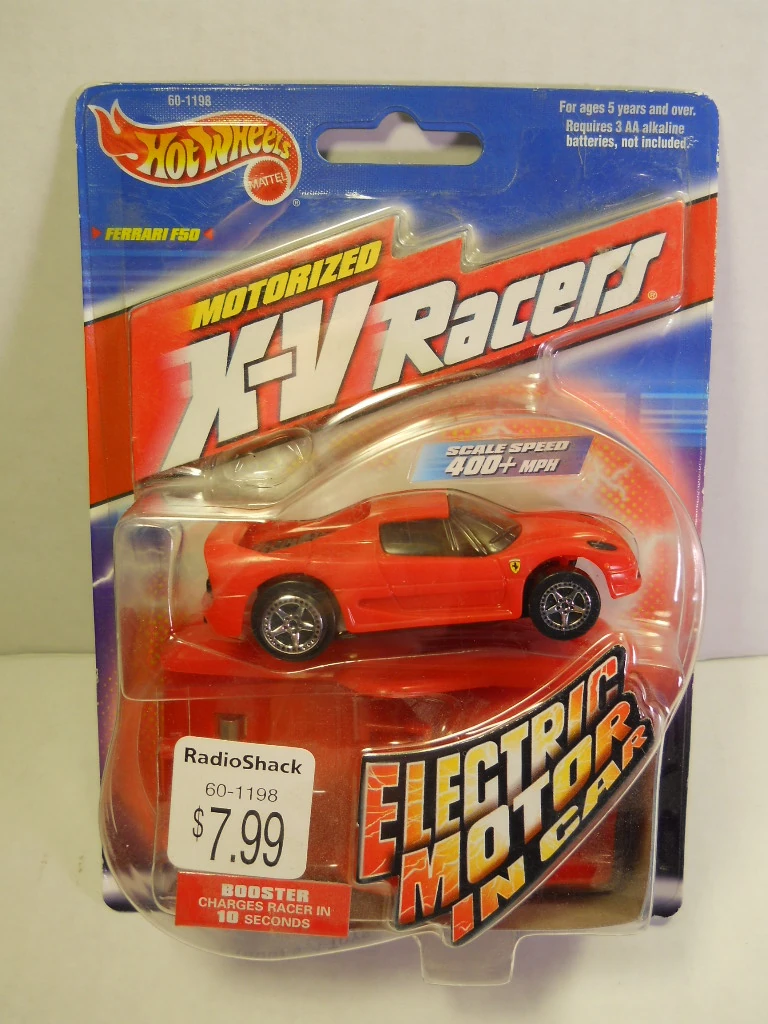 60-1198
For ages 5 years and over.
Requires 3 AA alkaline
batteries, not included.
HOT WHEELS
MATTEL
®
FERRARI F50
MOTORIZED
X-V RACERS
®
SCALE SPEED
400+ MPH
RadioShack
60-1198
$7.99
ELECTRIC
MOTOR
IN CAR
BOOSTER
CHARGES RACER IN
10 SECONDS